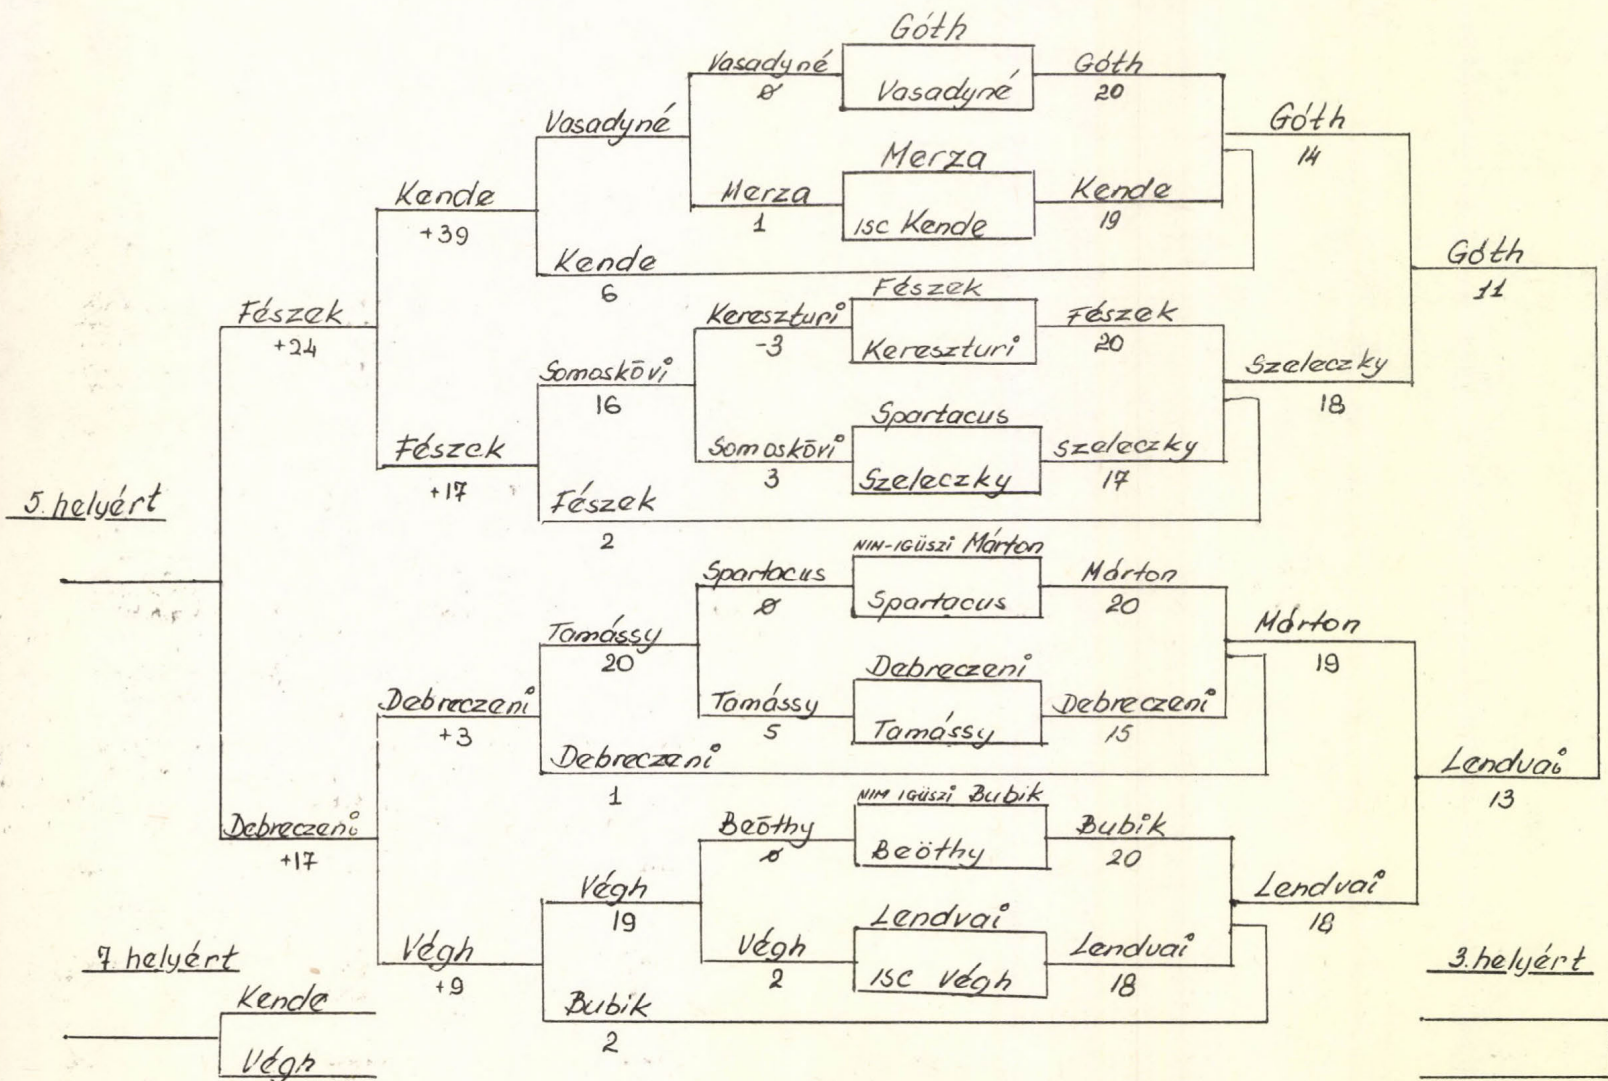 Góth
Vasadyné
Góth
ø
Vasadyné
20
Vasadyné
Góth
14
Merza
Kende
Merza
Kende
+39
1
ISC Kende
19
Kende
Góth
6
11
Fészek
Fészek
Kereszturi
Fészek
+24
-3
Kereszturi
20
Somoskövi
Szeleczky
16
18
Spartacus
Fészek
Somoskövi
Szeleczky
+17
3
Szeleczky
17
5. helyért
Fészek
2
NIM-IGÜSZI Márton
Spartacus
Márton
ø
Spartacus
20
Tamássy
Márton
20
19
Debreczeni
Debreczeni
Tamássy
Debreczeni
+3
5
Tamássy
15
Debreczeni
Lendvai
1
13
NIM IGÜSZI Bubik
Debreczeni
Beöthy
Bubik
+17
ø
Beöthy
20
Végh
Lendvai
19
18
Lendvai
7. helyért
Végh
Végh
Lendvai
3. helyért
+9
2
ISC Végh
18
Kende
Bubik
2
Végh